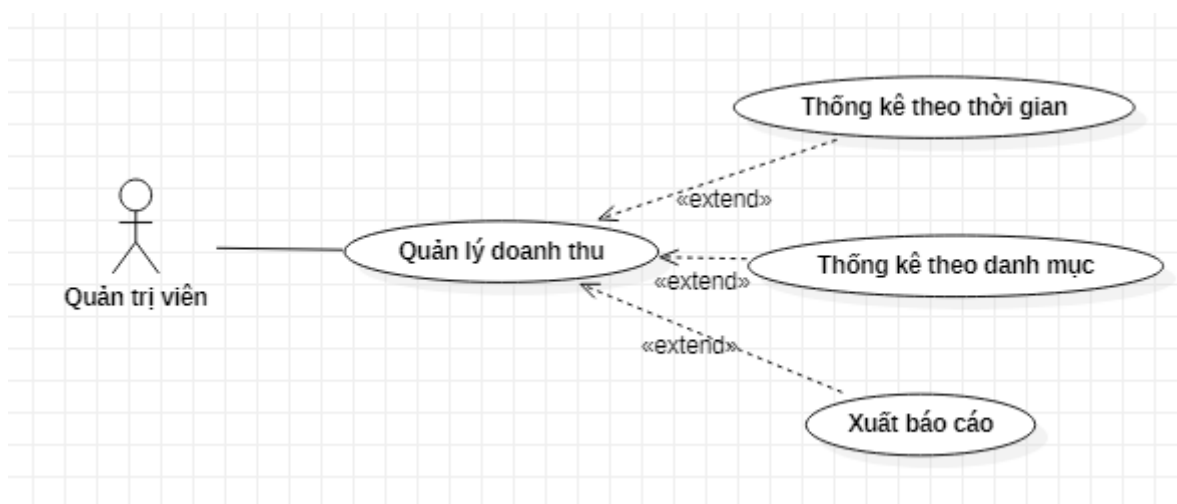 Thống kê theo thời gian
«extend»
Quản lý doanh thu
Thống kê theo danh mục
«extend»
Quản trị viên
«extend»
Xuất báo cáo